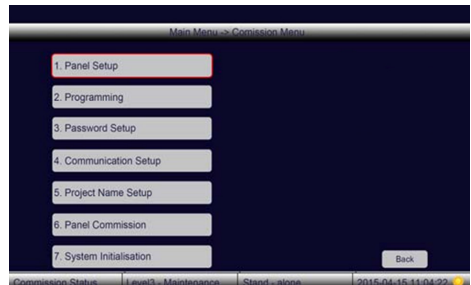 Main Menu -> Comission Menu
1. Panel Setup
2. Programming
3. Password Setup
4. Communication Setup
5. Project Name Setup
6. Panel Commission
7. System Initialisation
Back
Commission Status Level3 - Maintenance Stand - alone 2015-04-15 11:04:22